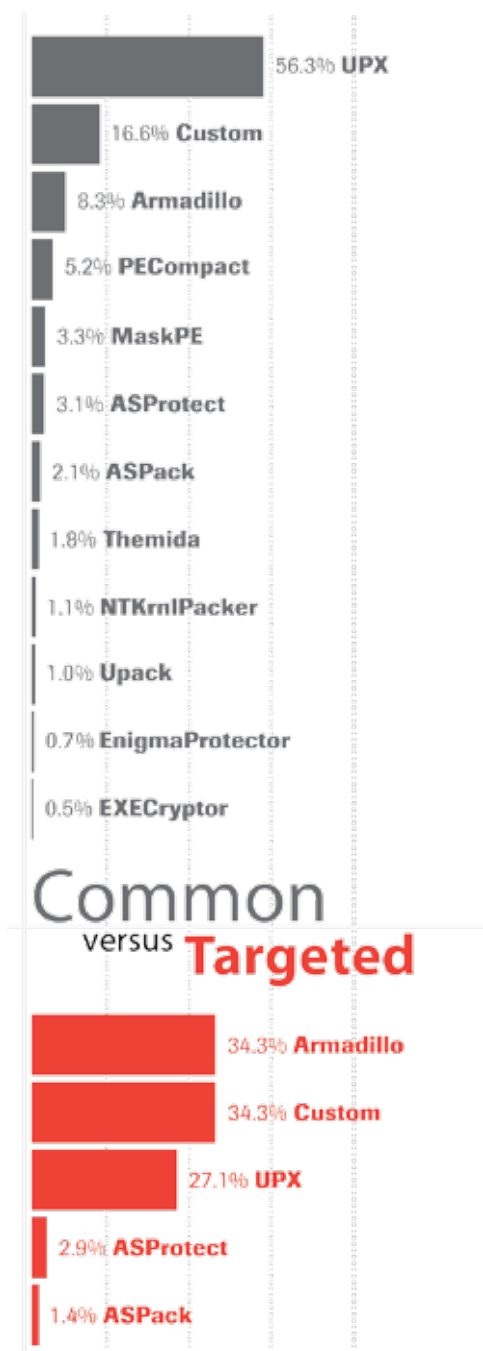 56.3% UPX
16.6% Custom
8.3% Armadillo
5.2% PECompact
3.3% MaskPE
3.1% ASProtect
2.1% ASPack
1.8% Themida
1.1% NTKrnlPacker
1.0% Upack
0.7% EnigmaProtector
0.5% EXECryptor
Common
versus Targeted
34.3% Armadillo
34.3% Custom
27.1% UPX
2.9% ASProtect
1.4% ASPack